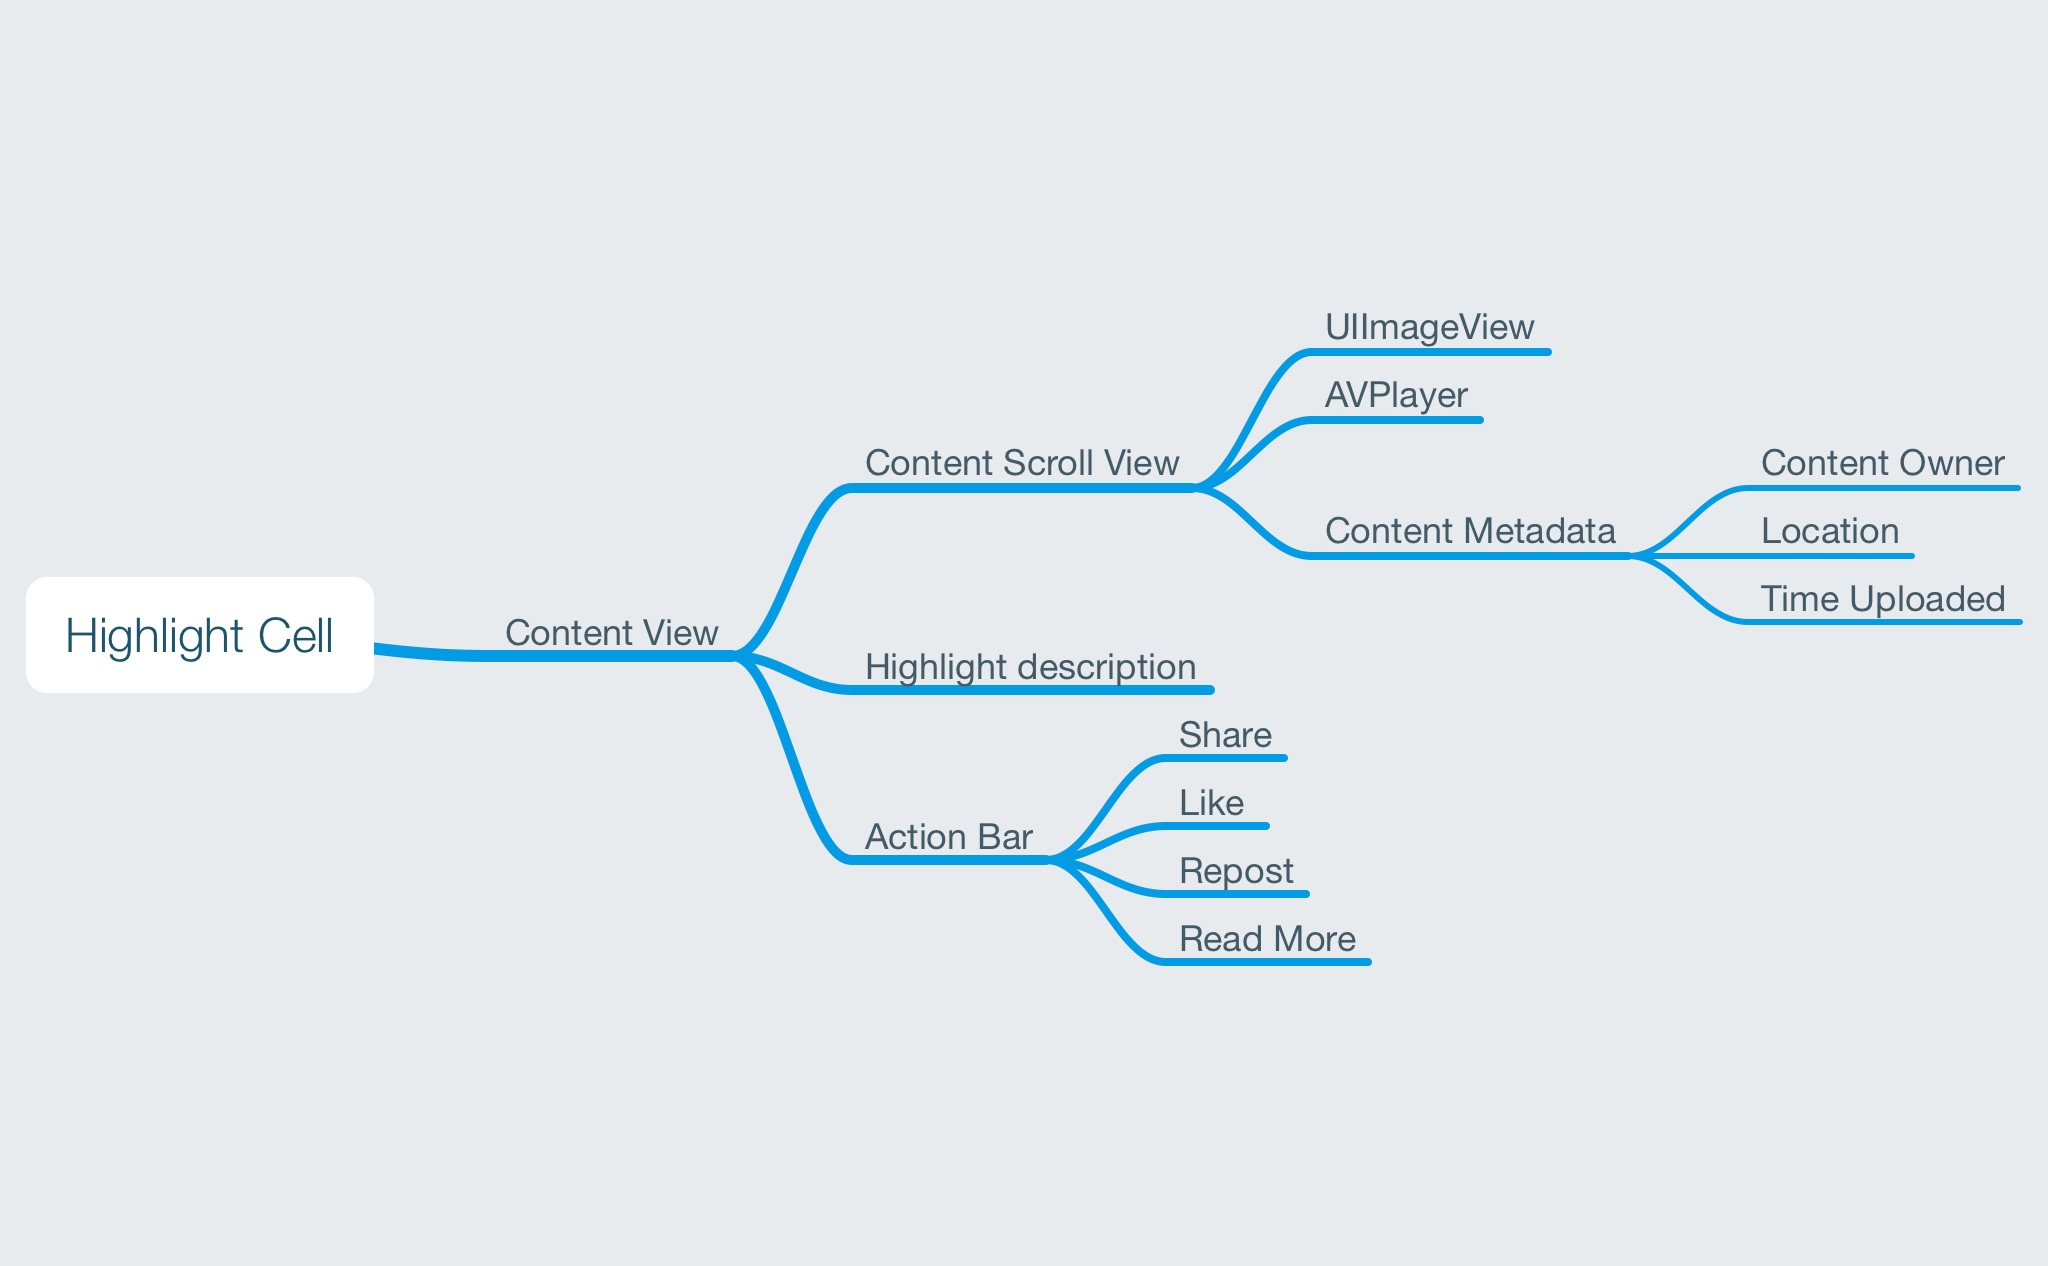 Highlight Cell
Content View
Content Scroll View
UIImageView
AVPlayer
Content Metadata
Content Owner
Location
Time Uploaded
Highlight description
Action Bar
Share
Like
Repost
Read More